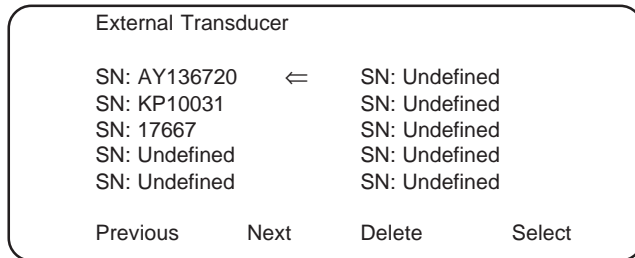 External Transducer
SN: AY136720 ⇐ SN: Undefined
SN: KP10031 SN: Undefined
SN: 17667 SN: Undefined
SN: Undefined SN: Undefined
SN: Undefined SN: Undefined
Previous Next Delete Select